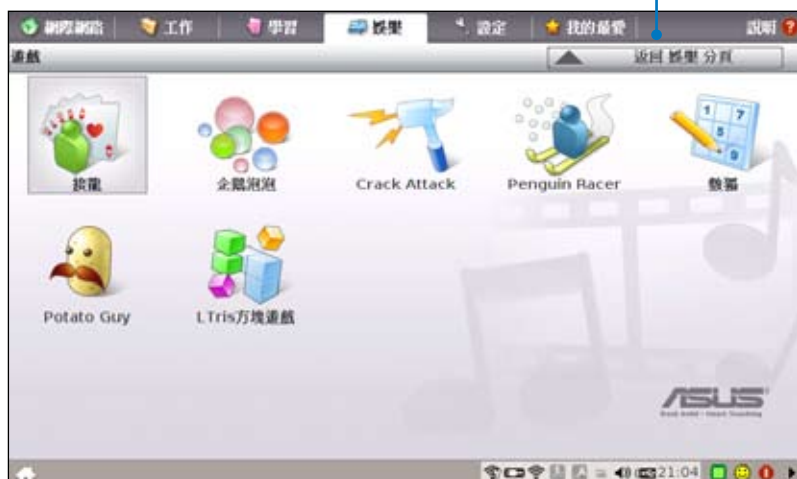 網際網路 工作 學習 娛樂 設定 我的最愛 說明 ?
遊戲 返回 娛樂 分頁
接龍 企鵝泡泡 Crack Attack Penguin Racer 數獨
Potato Guy LTris方塊遊戲
ASUS
21:04